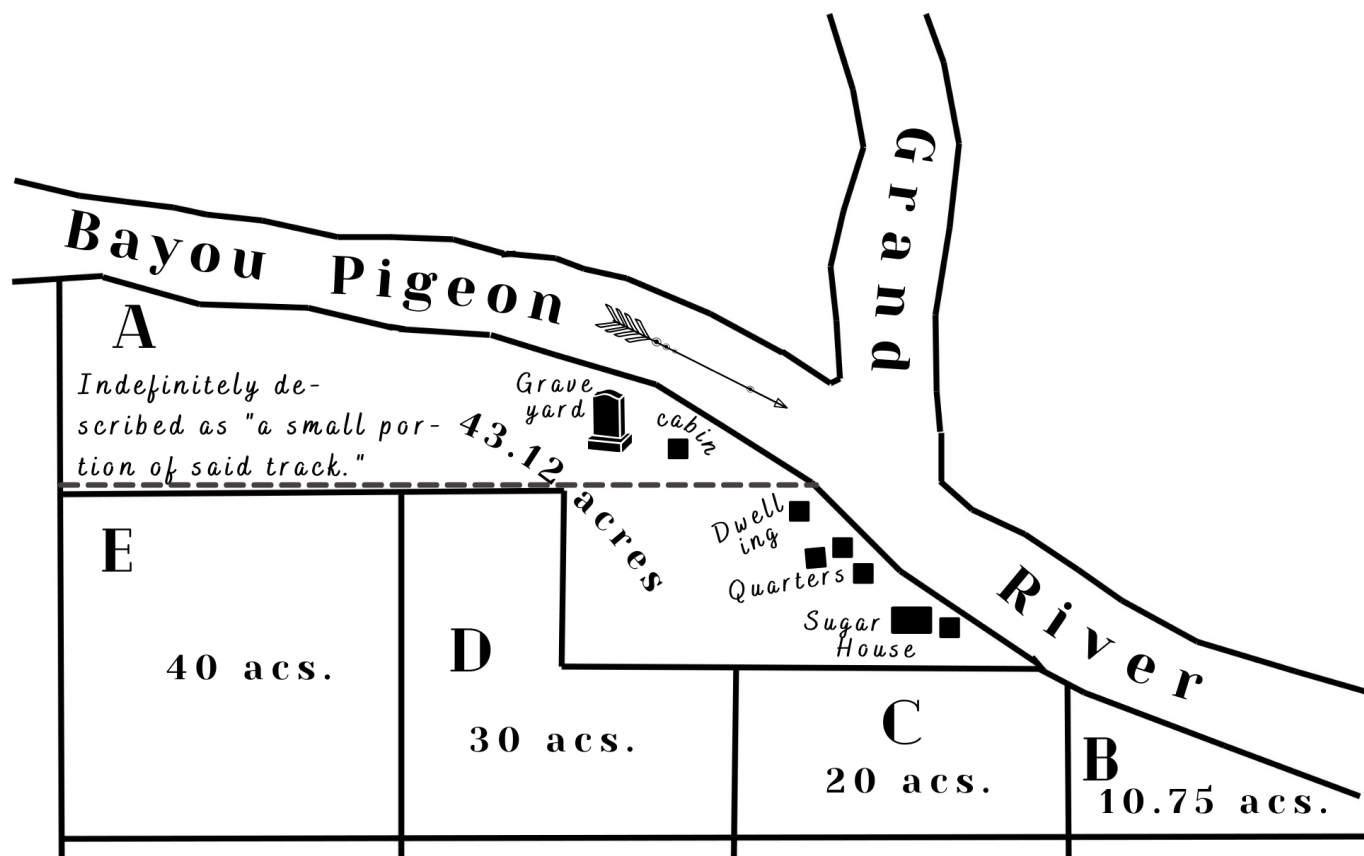 Grand
Bayou Pigeon
A
Indefinitely de-
scribed as "a small por-
tion of said track."
Grave
yard
cabin
43.12 acres
Dwell
ing
Quarters
Sugar
House
River
E
40 acs.
D
30 acs.
C
20 acs.
B
10.75 acs.